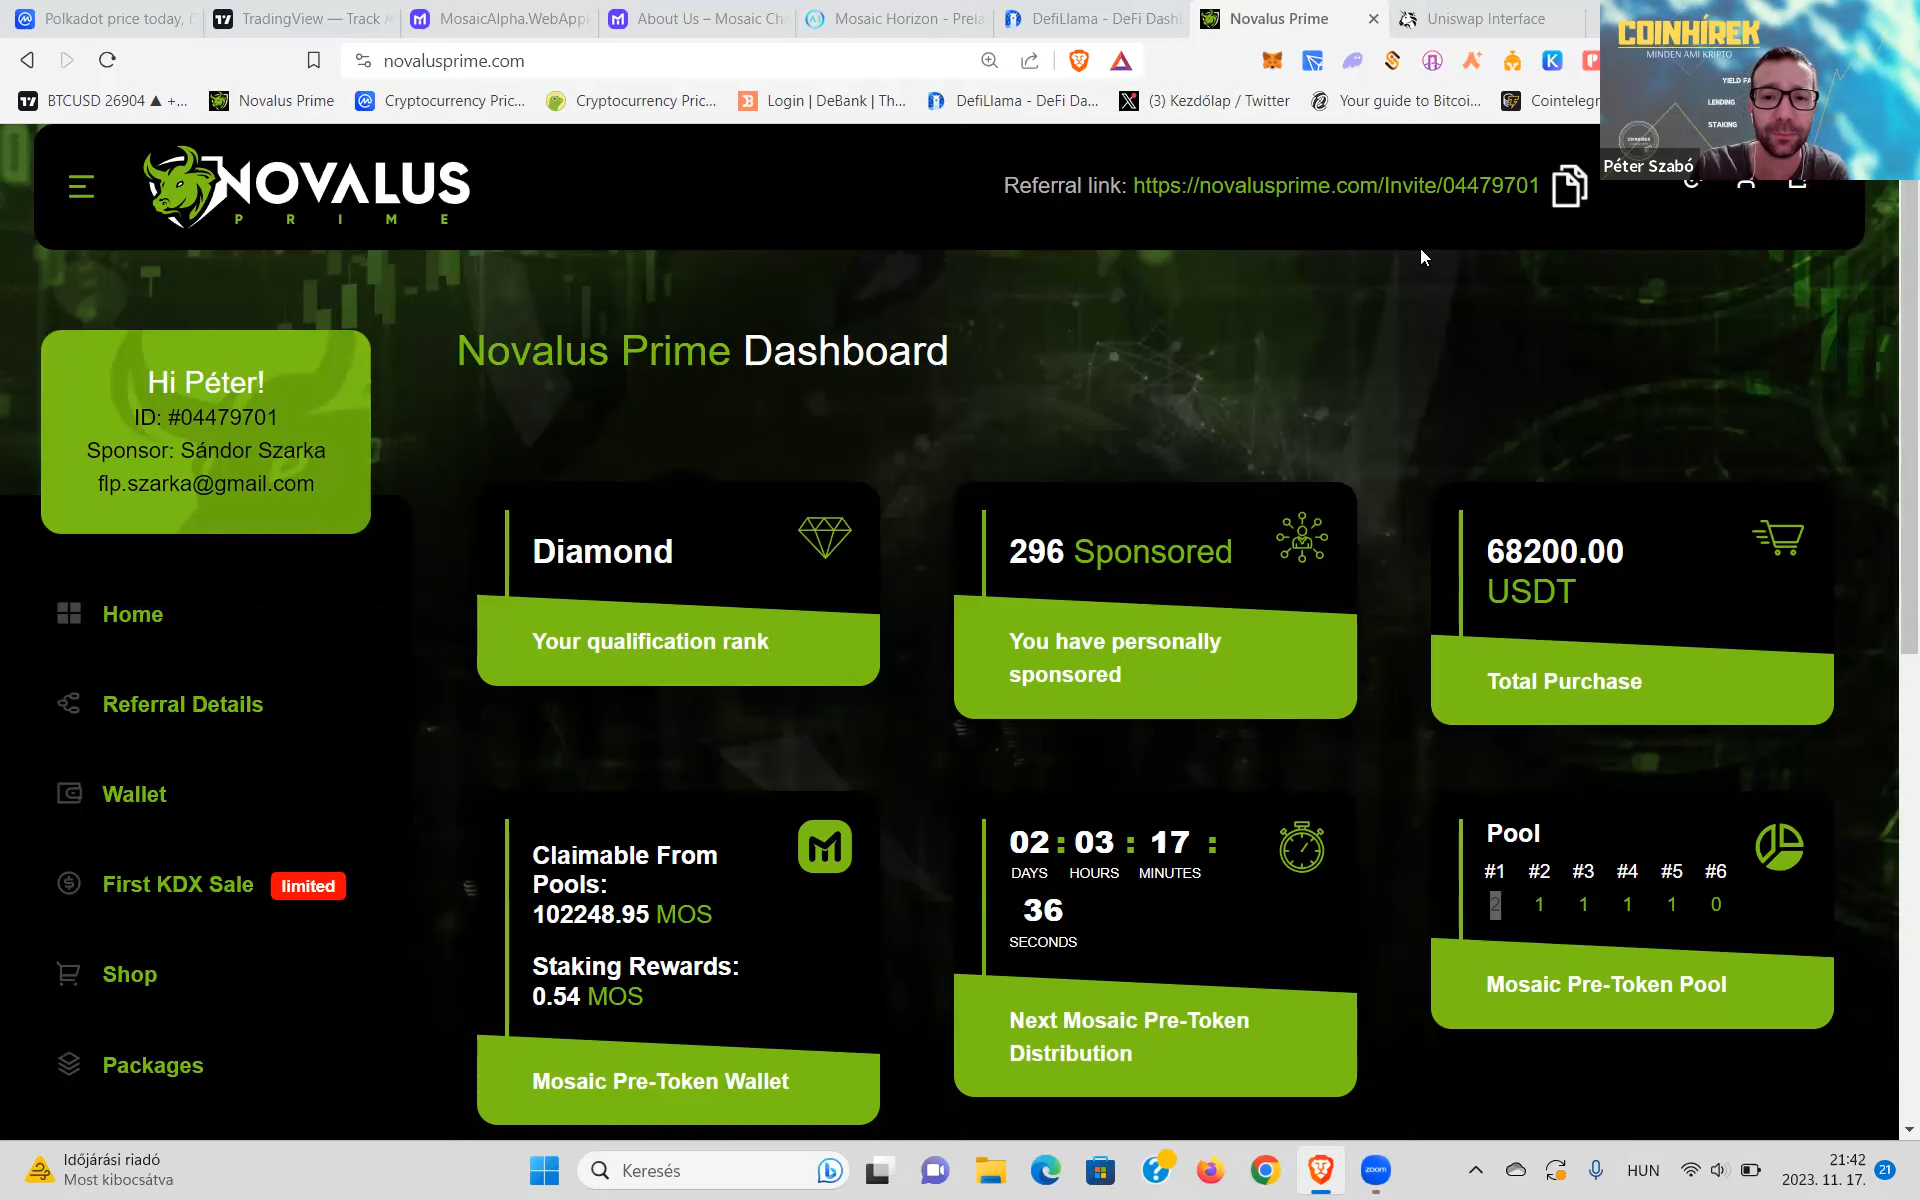 Polkadot price today,
TradingView — Track A
MosaicAlpha.WebAppl
About Us – Mosaic Cha
Mosaic Horizon - Prela
DefiLlama - DeFi Dash
Novalus Prime
Uniswap Interface
novalusprime.com
BTCUSD 26904 ▲ +...
Novalus Prime
Cryptocurrency Pric...
Cryptocurrency Pric...
Login | DeBank | Th...
DefiLlama - DeFi Da...
(3) Kezdőlap / Twitter
Your guide to Bitcoi...
Cointelegr
COINHÍREK
MINDEN AMI KRIPTO
YIELD FA
LENDING
STAKING
Péter Szabó
NOVALUS
PRIME
Referral link: https://novalusprime.com/Invite/04479701
Hi Péter!
ID: #04479701
Sponsor: Sándor Szarka
flp.szarka@gmail.com
Home
Referral Details
Wallet
First KDX Sale limited
Shop
Packages
Novalus Prime Dashboard
Diamond
Your qualification rank
296 Sponsored
You have personally
sponsored
68200.00
USDT
Total Purchase
Claimable From
Pools:
102248.95 MOS
Staking Rewards:
0.54 MOS
Mosaic Pre-Token Wallet
02 : 03 : 17 :
DAYS HOURS MINUTES
36
SECONDS
Next Mosaic Pre-Token
Distribution
Pool
#1 #2 #3 #4 #5 #6
2 1 1 1 1 0
Mosaic Pre-Token Pool
Időjárási riadó
Most kibocsátva
Keresés
zoom
HUN
21:42
2023. 11. 17.
21